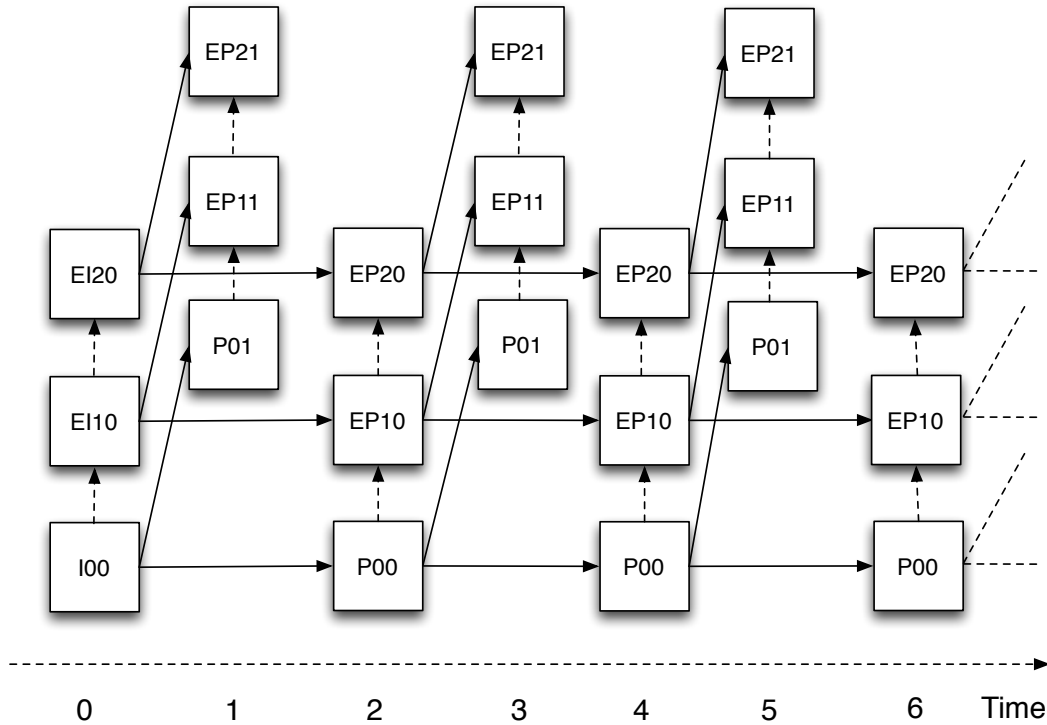 EP21 EP21 EP21
EP11 EP11 EP11
EI20 EP20 EP20 EP20
P01 P01 P01
EI10 EP10 EP10 EP10
I00 P00 P00 P00
0 1 2 3 4 5 6 Time